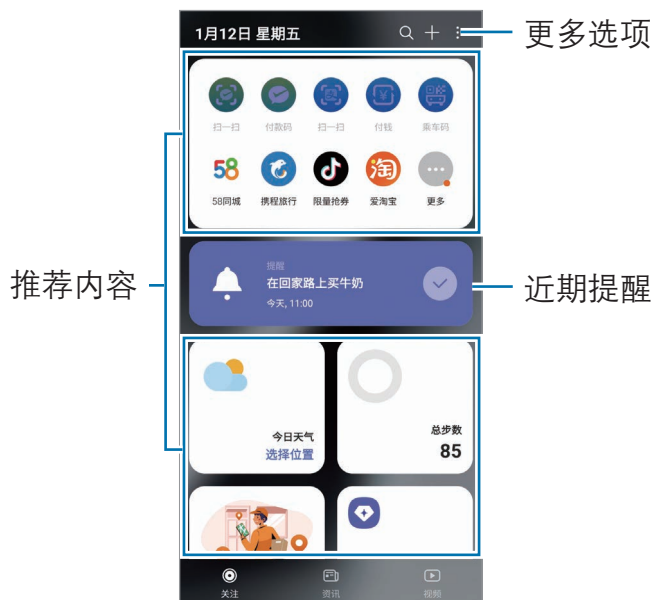 1月12日 星期五
更多选项
扫一扫 付款码 扫一扫 付钱 乘车码
58
淘
58同城 携程旅行 限量抢券 爱淘宝 更多
推荐内容
提醒
在回家路上买牛奶
今天, 11:00
近期提醒
今日天气
选择位置
总步数
85
关注 资讯 视频